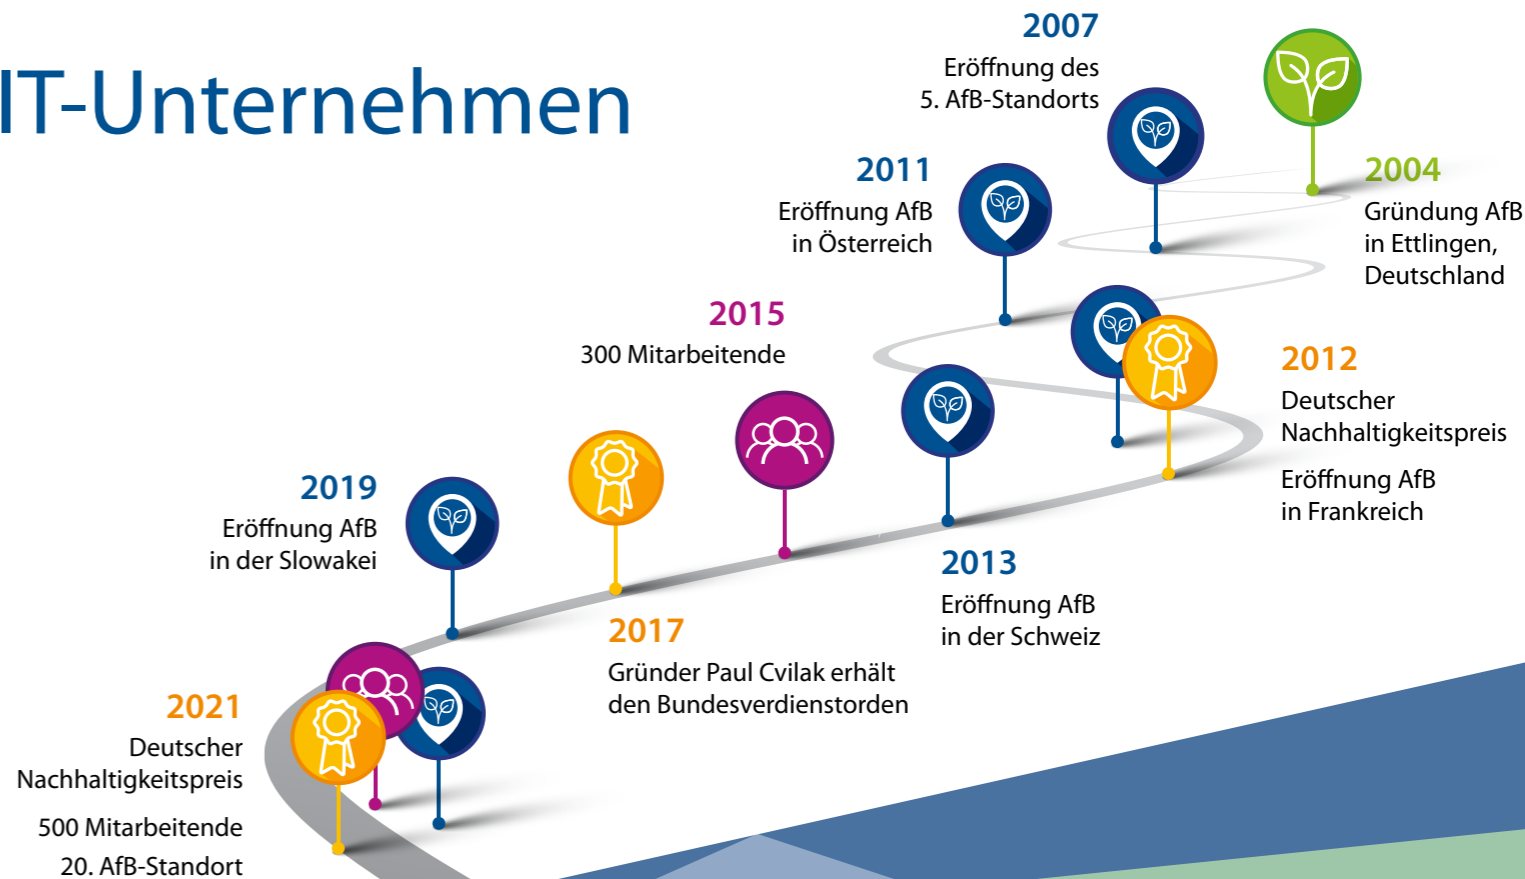 IT-Unternehmen
2004
Gründung AfB
in Ettlingen,
Deutschland
2007
Eröffnung des
5. AfB-Standorts
2011
Eröffnung AfB
in Österreich
2012
Deutscher
Nachhaltigkeitspreis
Eröffnung AfB
in Frankreich
2013
Eröffnung AfB
in der Schweiz
2015
300 Mitarbeitende
2017
Gründer Paul Cvilak erhält
den Bundesverdienstorden
2019
Eröffnung AfB
in der Slowakei
2021
Deutscher
Nachhaltigkeitspreis
500 Mitarbeitende
20. AfB-Standort